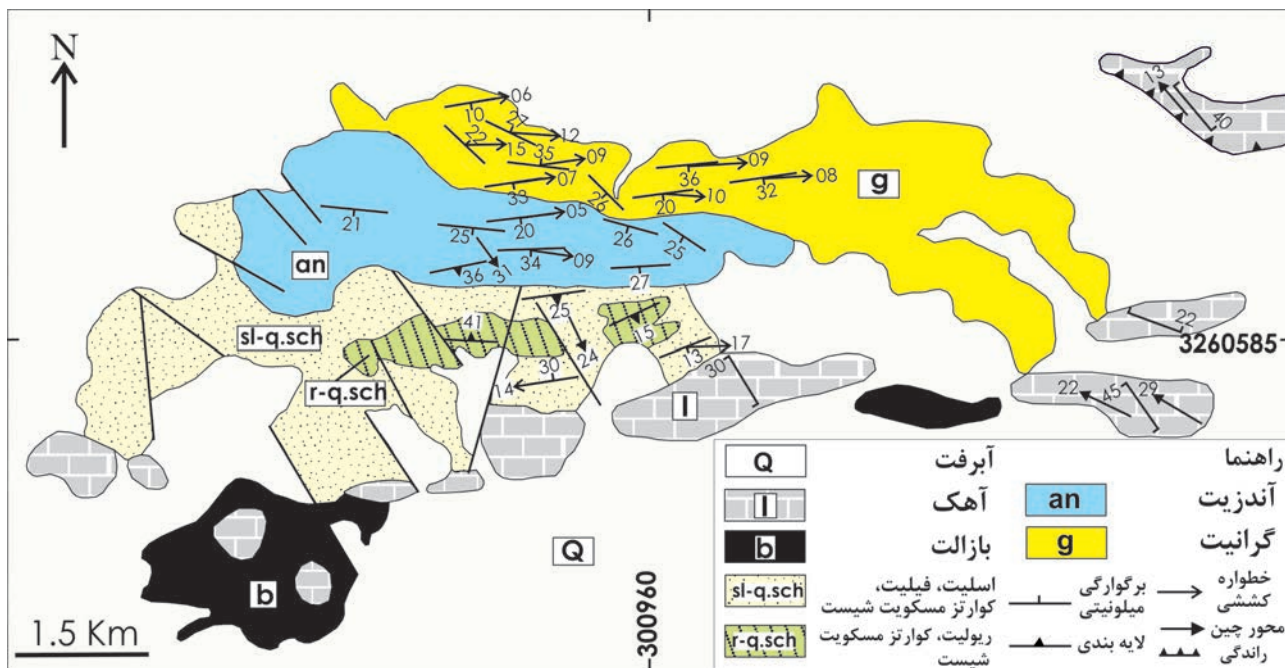 N
06
10
27
12
22
15
35
09
07
33
26
36
09
32
08
20
10
g
21
05
20
25
26
25
an
36
31
34
09
27
13
40
sl-q.sch
41
25
15
24
30
14
13
17
30
r-q.sch
l
22
3260585
22
45
29
b
Q
300960
1.5 Km
راهنما
an آندزیت
g گرانیت
Q آبرفت
l آهک
b بازالت
sl-q.sch اسلیت، فیلیت،
کوارتز مسکویت شیست
r-q.sch ریولیت، کوارتز مسکویت
شیست
برگوارگی
میلونیتی
لایه بندی
خطواره
کششی
محور چین
راندگی